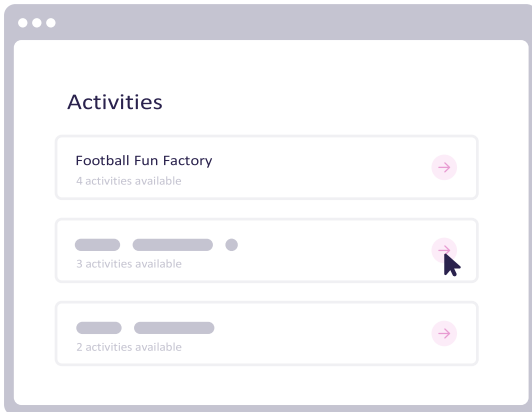 Activities
Football Fun Factory
4 activities available
3 activities available
2 activities available